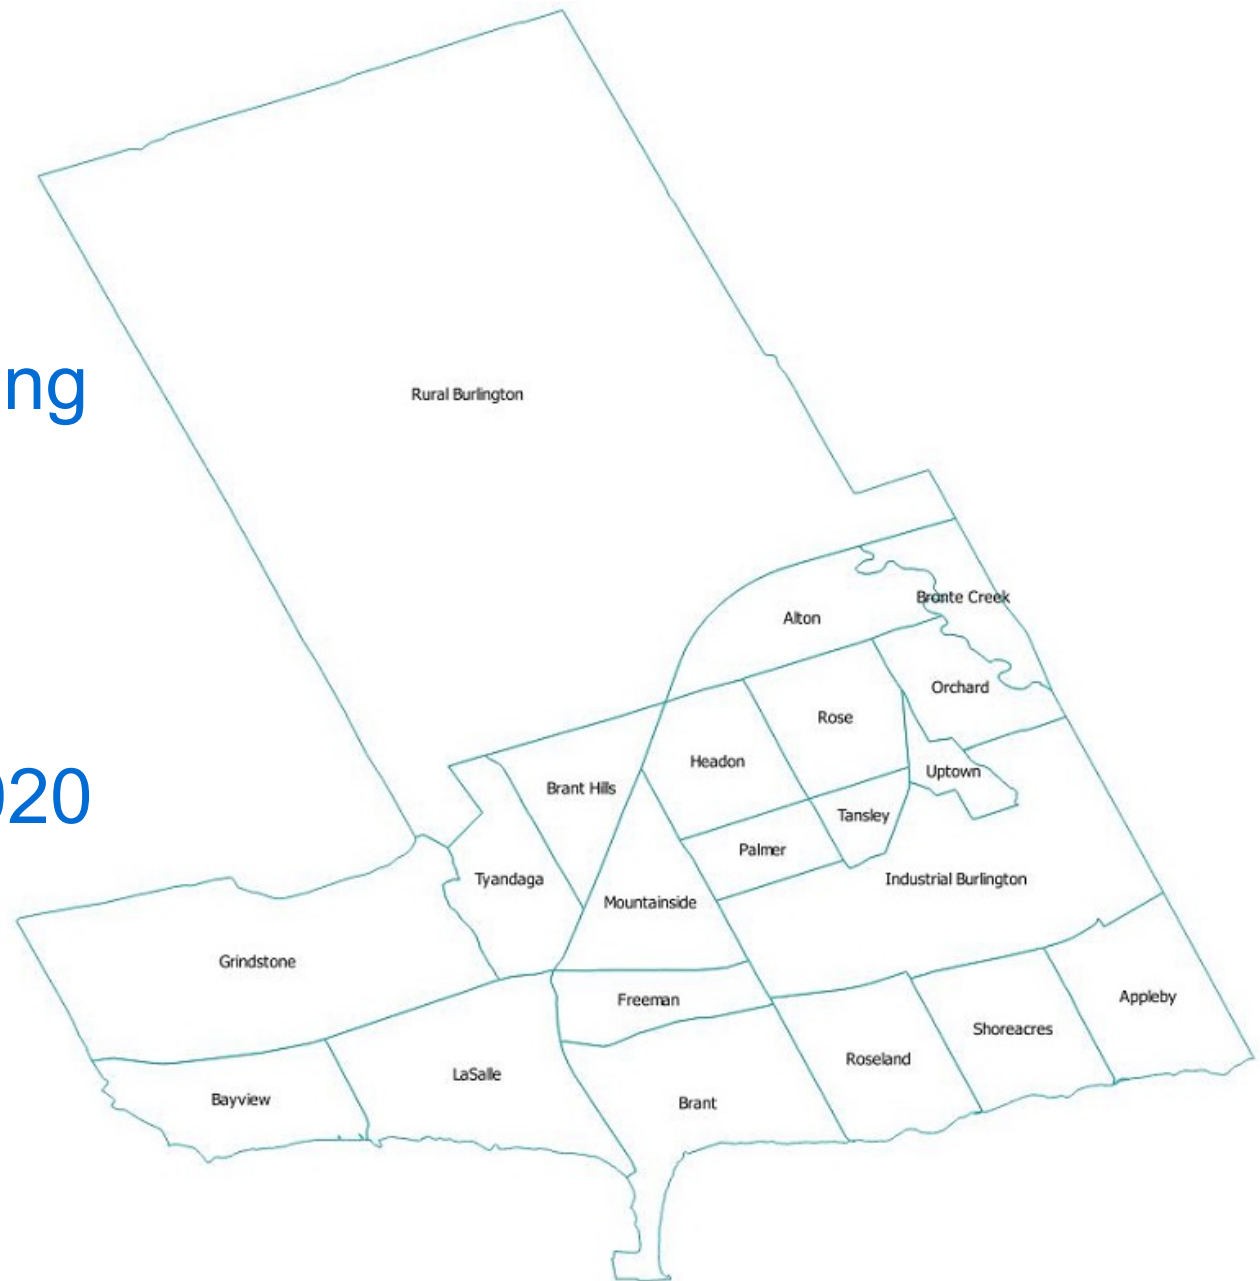 ng
Rural Burlington
Bronte Creek
Alton
Orchard
Rose
Headon
Uptown
020
Brant Hills
Tansley
Palmer
Tyandaga
Industrial Burlington
Mountainside
Grindstone
Appleby
Freeman
Shoreacres
Roseland
LaSalle
Bayview
Brant